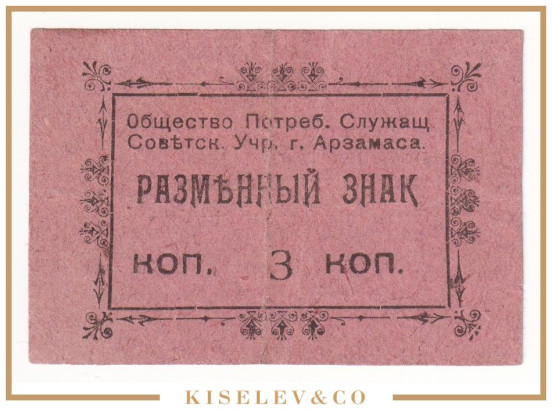 Общество Потреб. Служащ
Совѣтск. Учр. г. Арзамаса.
РАЗМѢННЫЙ ЗНАК
КОП. 3 КОП.
KISELEV&CO